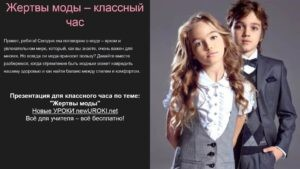 Жертвы моды – классный
час
Привет, ребята! Сегодня мы поговорим о моде – ярком и
увлекательном мире, который, как вы знаете, очень важен для
многих. Но всегда ли мода приносит пользу? Давайте вместе
разберемся, когда стремление быть модным может навредить
нашему здоровью и как найти баланс между стилем и комфортом.
Презентация для классного часа по теме:
"Жертвы моды"
Новые УРОКИ newUROKI.net
Всё для учителя – всё бесплатно!